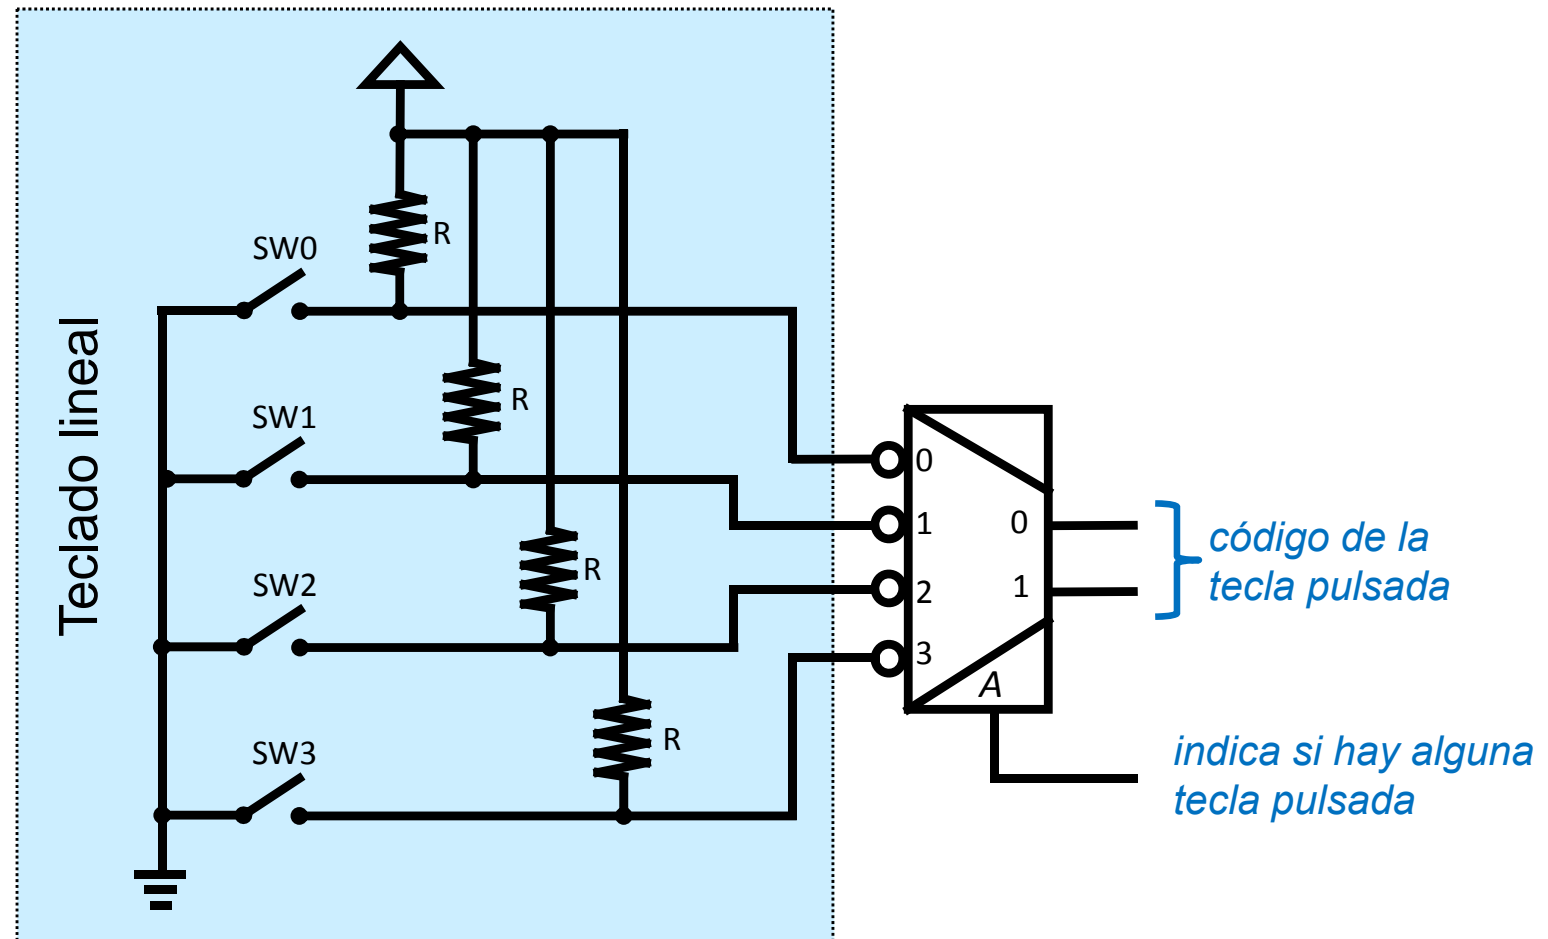 Teclado lineal
SW0
R
SW1
R
SW2
R
SW3
R
0
1
2
3
0
1
A
código de la
tecla pulsada
indica si hay alguna
tecla pulsada